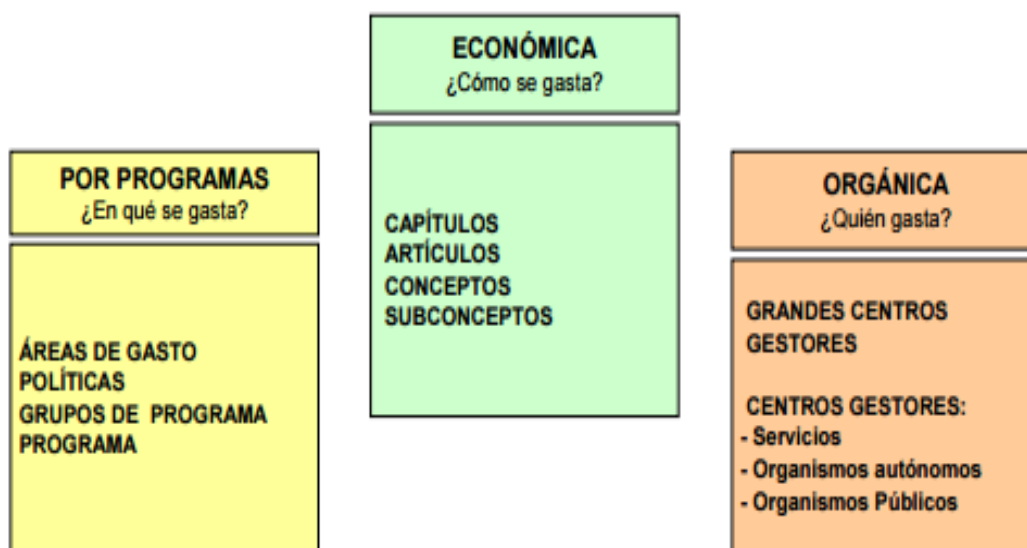 POR PROGRAMAS
¿En qué se gasta?
ÁREAS DE GASTO
POLÍTICAS
GRUPOS DE PROGRAMA
PROGRAMA
ECONÓMICA
¿Cómo se gasta?
CAPÍTULOS
ARTÍCULOS
CONCEPTOS
SUBCONCEPTOS
ORGÁNICA
¿Quién gasta?
GRANDES CENTROS
GESTORES
CENTROS GESTORES:
- Servicios
- Organismos autónomos
- Organismos Públicos